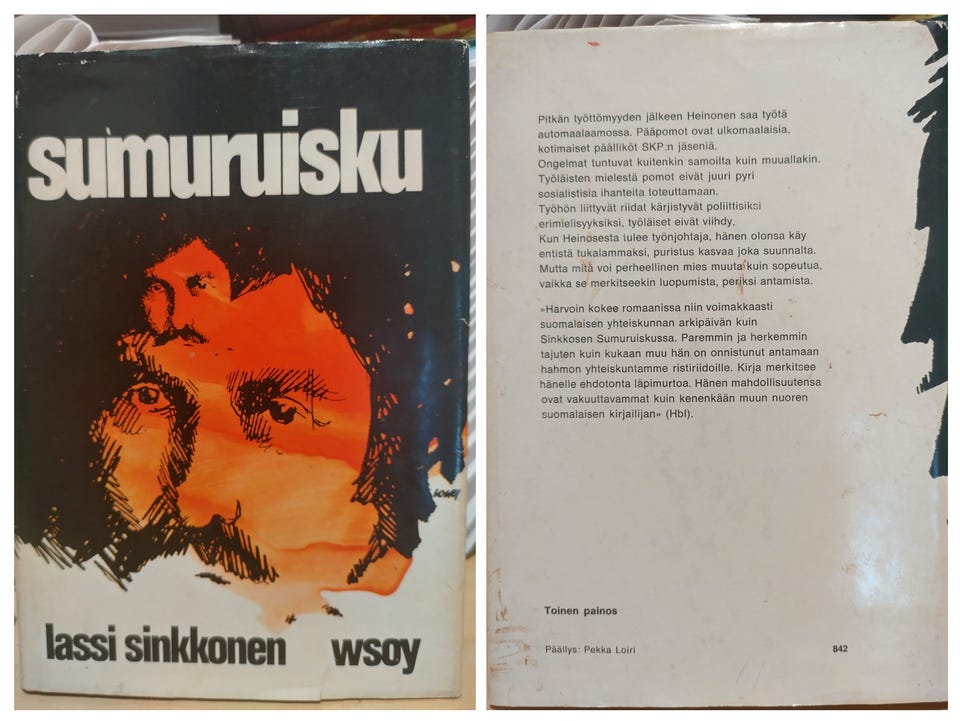 sumuruisku
lassi sinkkonen wsoy
Pitkän työttömyyden jälkeen Heinonen saa työtä
automaalaamossa. Pääpomot ovat ulkomaalaisia,
kotimaiset päälliköt SKP:n jäseniä.
Ongelmat tuntuvat kuitenkin samoilta kuin muuallakin.
Työläisten mielestä pomot eivät juuri pyri
sosialistisia ihanteita toteuttamaan.
Työhön liittyvät riidat kärjistyvät poliittisiksi
erimielisyyksiksi, työläiset eivät viihdy.
Kun Heinosesta tulee työnjohtaja, hänen olonsa käy
entistä tukalammaksi, puristus kasvaa joka suunnalta.
Mutta mitä voi perheellinen mies muuta kuin sopeutua,
vaikka se merkitseekin luopumista, periksi antamista.
»Harvoin kokee romaanissa niin voimakkaasti
suomalaisen yhteiskunnan arkipäivän kuin
Sinkkosen Sumuruiskussa. Paremmin ja herkemmin
tajuten kuin kukaan muu hän on onnistunut antamaan
hahmon yhteiskuntamme ristiriidoille. Kirja merkitsee
hänelle ehdotonta läpimurtoa. Hänen mahdollisuutensa
ovat vakuuttavammat kuin kenenkään muun nuoren
suomalaisen kirjailijan» (Hbl).
Toinen painos
Päällys: Pekka Loiri 842